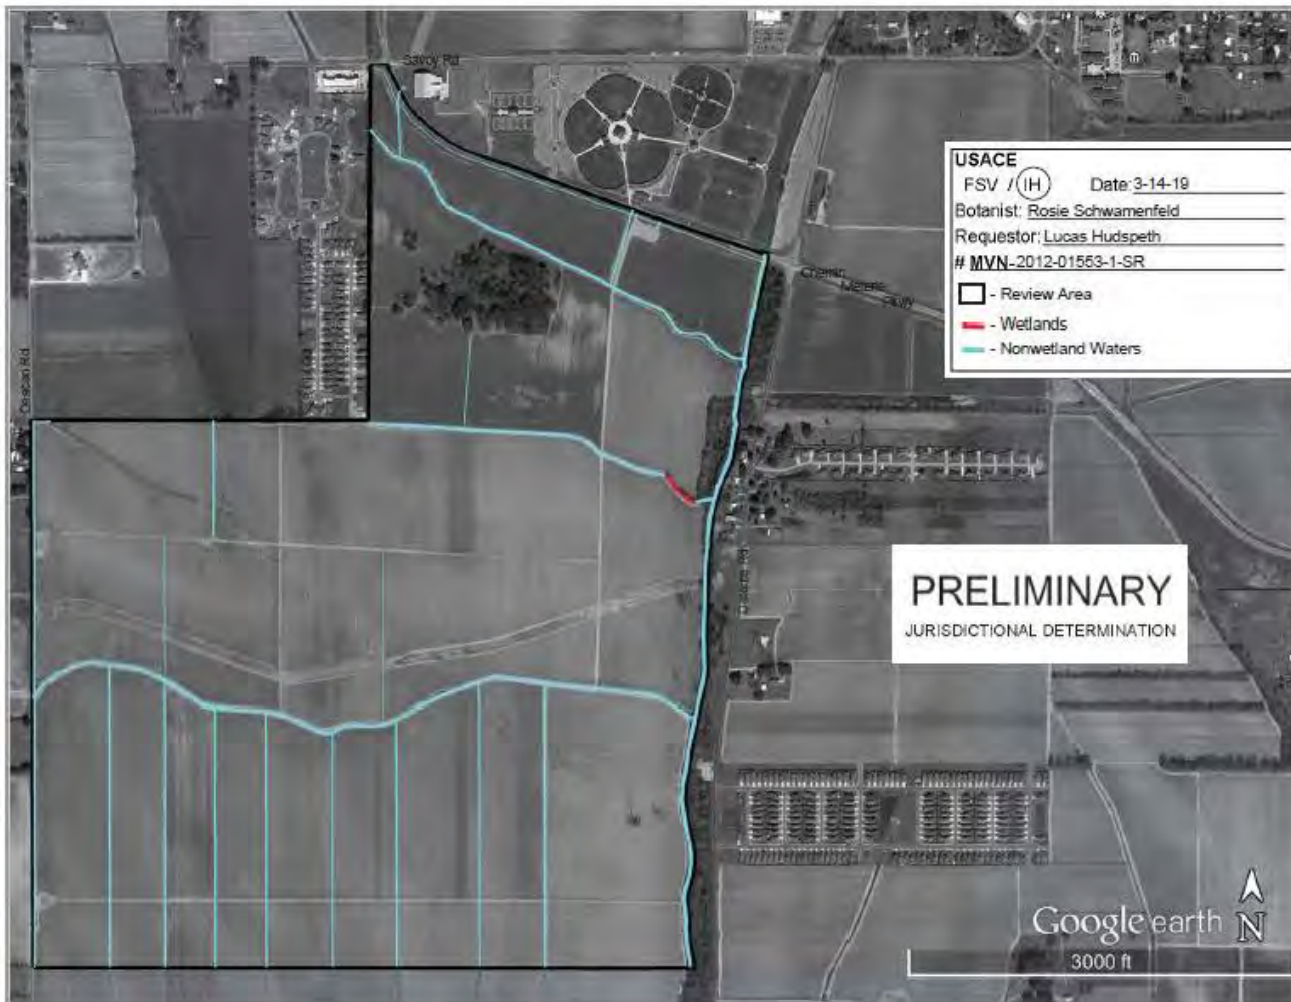 Savoy Rd
USACE
FSV / IH Date: 3-14-19
Botanist: Rosie Schwamenfeld
Requestor: Lucas Hudspeth
# MVN-2012-01553-1-SR
- Review Area
- Wetlands
- Nonwetland Waters
Pkwy
PRELIMINARY
JURISDICTIONAL DETERMINATION
Google earth
N
3000 ft